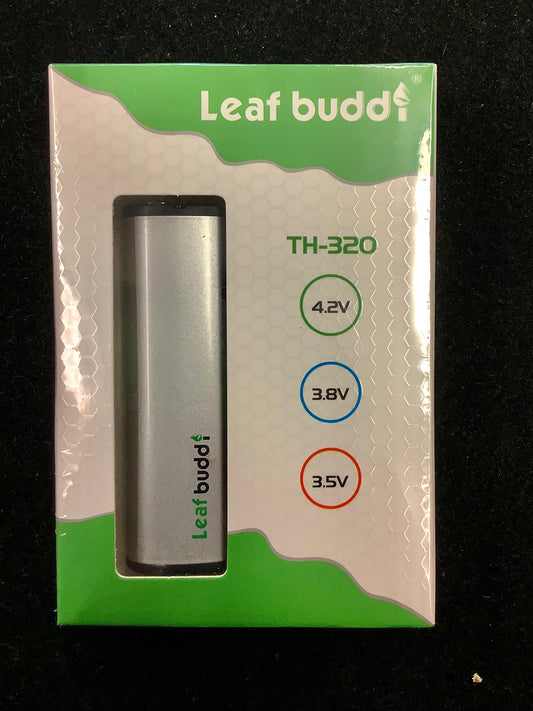 Leaf buddi®
TH-320
4.2V
3.8V
3.5V
Leaf buddi